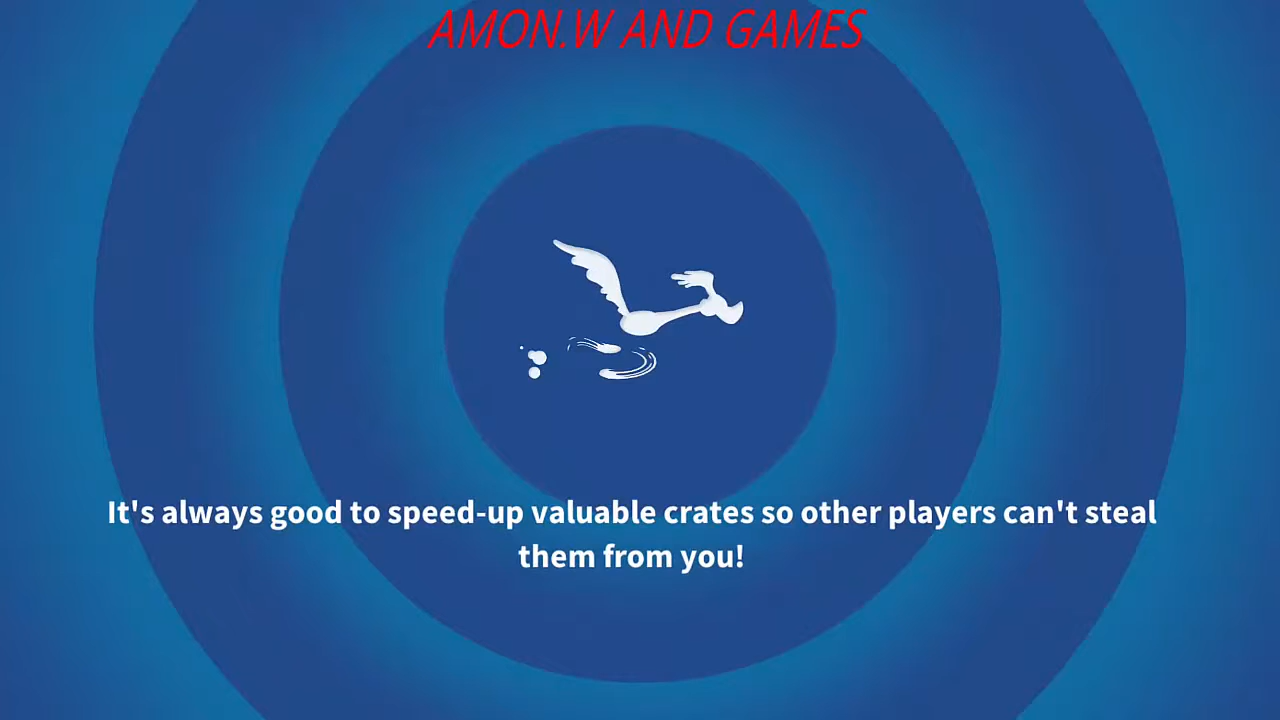 AMON.W AND GAMES
It's always good to speed-up valuable crates so other players can't steal
them from you!